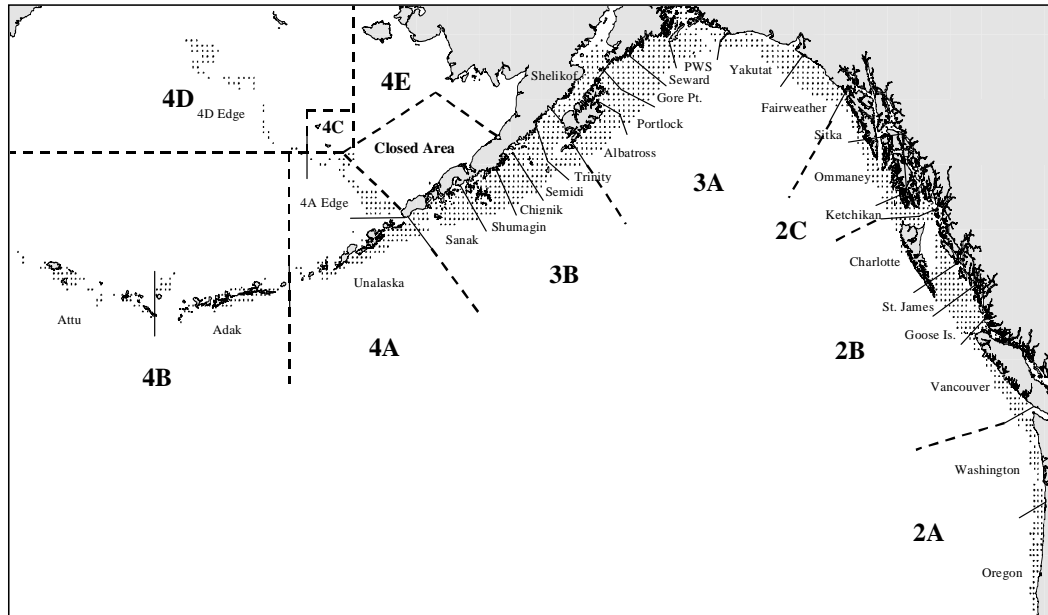 4D
4D Edge
4E
4C
Closed Area
4A Edge
Shelikof
PWS
Seward
Gore Pt.
Portlock
Albatross
Trinity
Semidi
Chignik
Shumagin
Sanak
Unalaska
Yakutat
Fairweather
Sitka
Ommaney
Ketchikan
Charlotte
St. James
Goose Is.
Vancouver
Washington
Oregon
3A
2C
3B
2B
4A
Attu
Adak
4B
2A